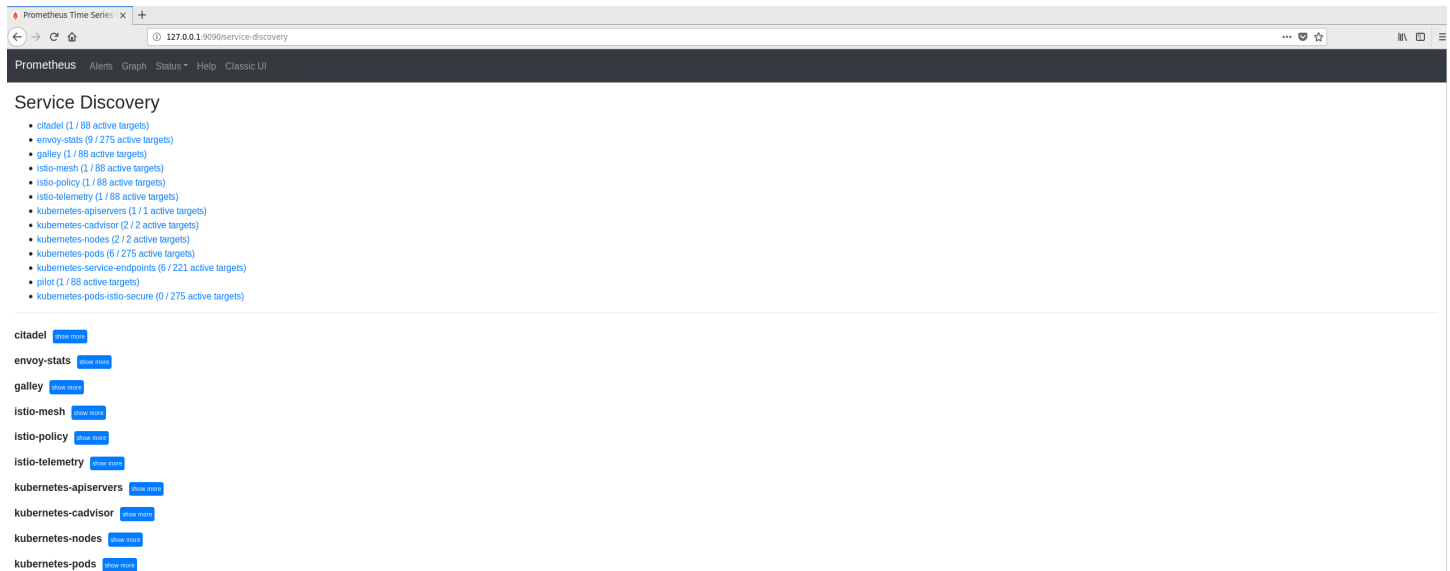 Prometheus Time Series
127.0.0.1:9090/service-discovery
Prometheus Alerts Graph Status Help Classic UI
Service Discovery
citadel (1 / 88 active targets)
envoy-stats (9 / 275 active targets)
galley (1 / 88 active targets)
istio-mesh (1 / 88 active targets)
istio-policy (1 / 88 active targets)
istio-telemetry (1 / 88 active targets)
kubernetes-apiservers (1 / 1 active targets)
kubernetes-cadvisor (2 / 2 active targets)
kubernetes-nodes (2 / 2 active targets)
kubernetes-pods (6 / 275 active targets)
kubernetes-service-endpoints (6 / 221 active targets)
pilot (1 / 88 active targets)
kubernetes-pods-istio-secure (0 / 275 active targets)
citadel show more
envoy-stats show more
galley show more
istio-mesh show more
istio-policy show more
istio-telemetry show more
kubernetes-apiservers show more
kubernetes-cadvisor show more
kubernetes-nodes show more
kubernetes-pods show more